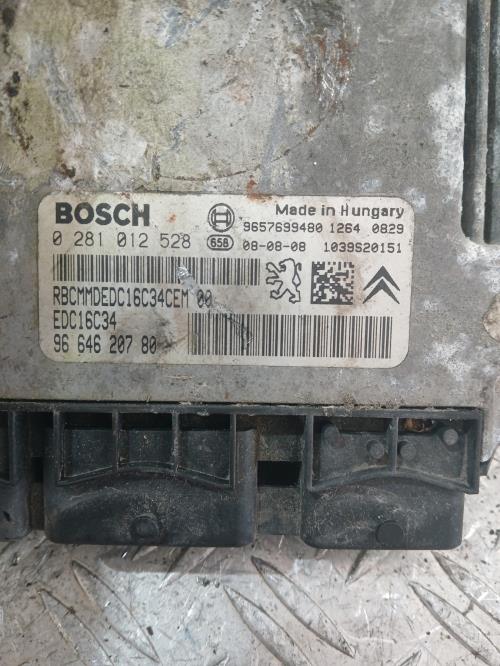 BOSCH
Made in Hungary
9657699480 1264 0829
0 281 012 528 658 08-08-08 1039S20151
RBCMMDEDC16C34CEM 00
EDC16C34
96 646 207 80